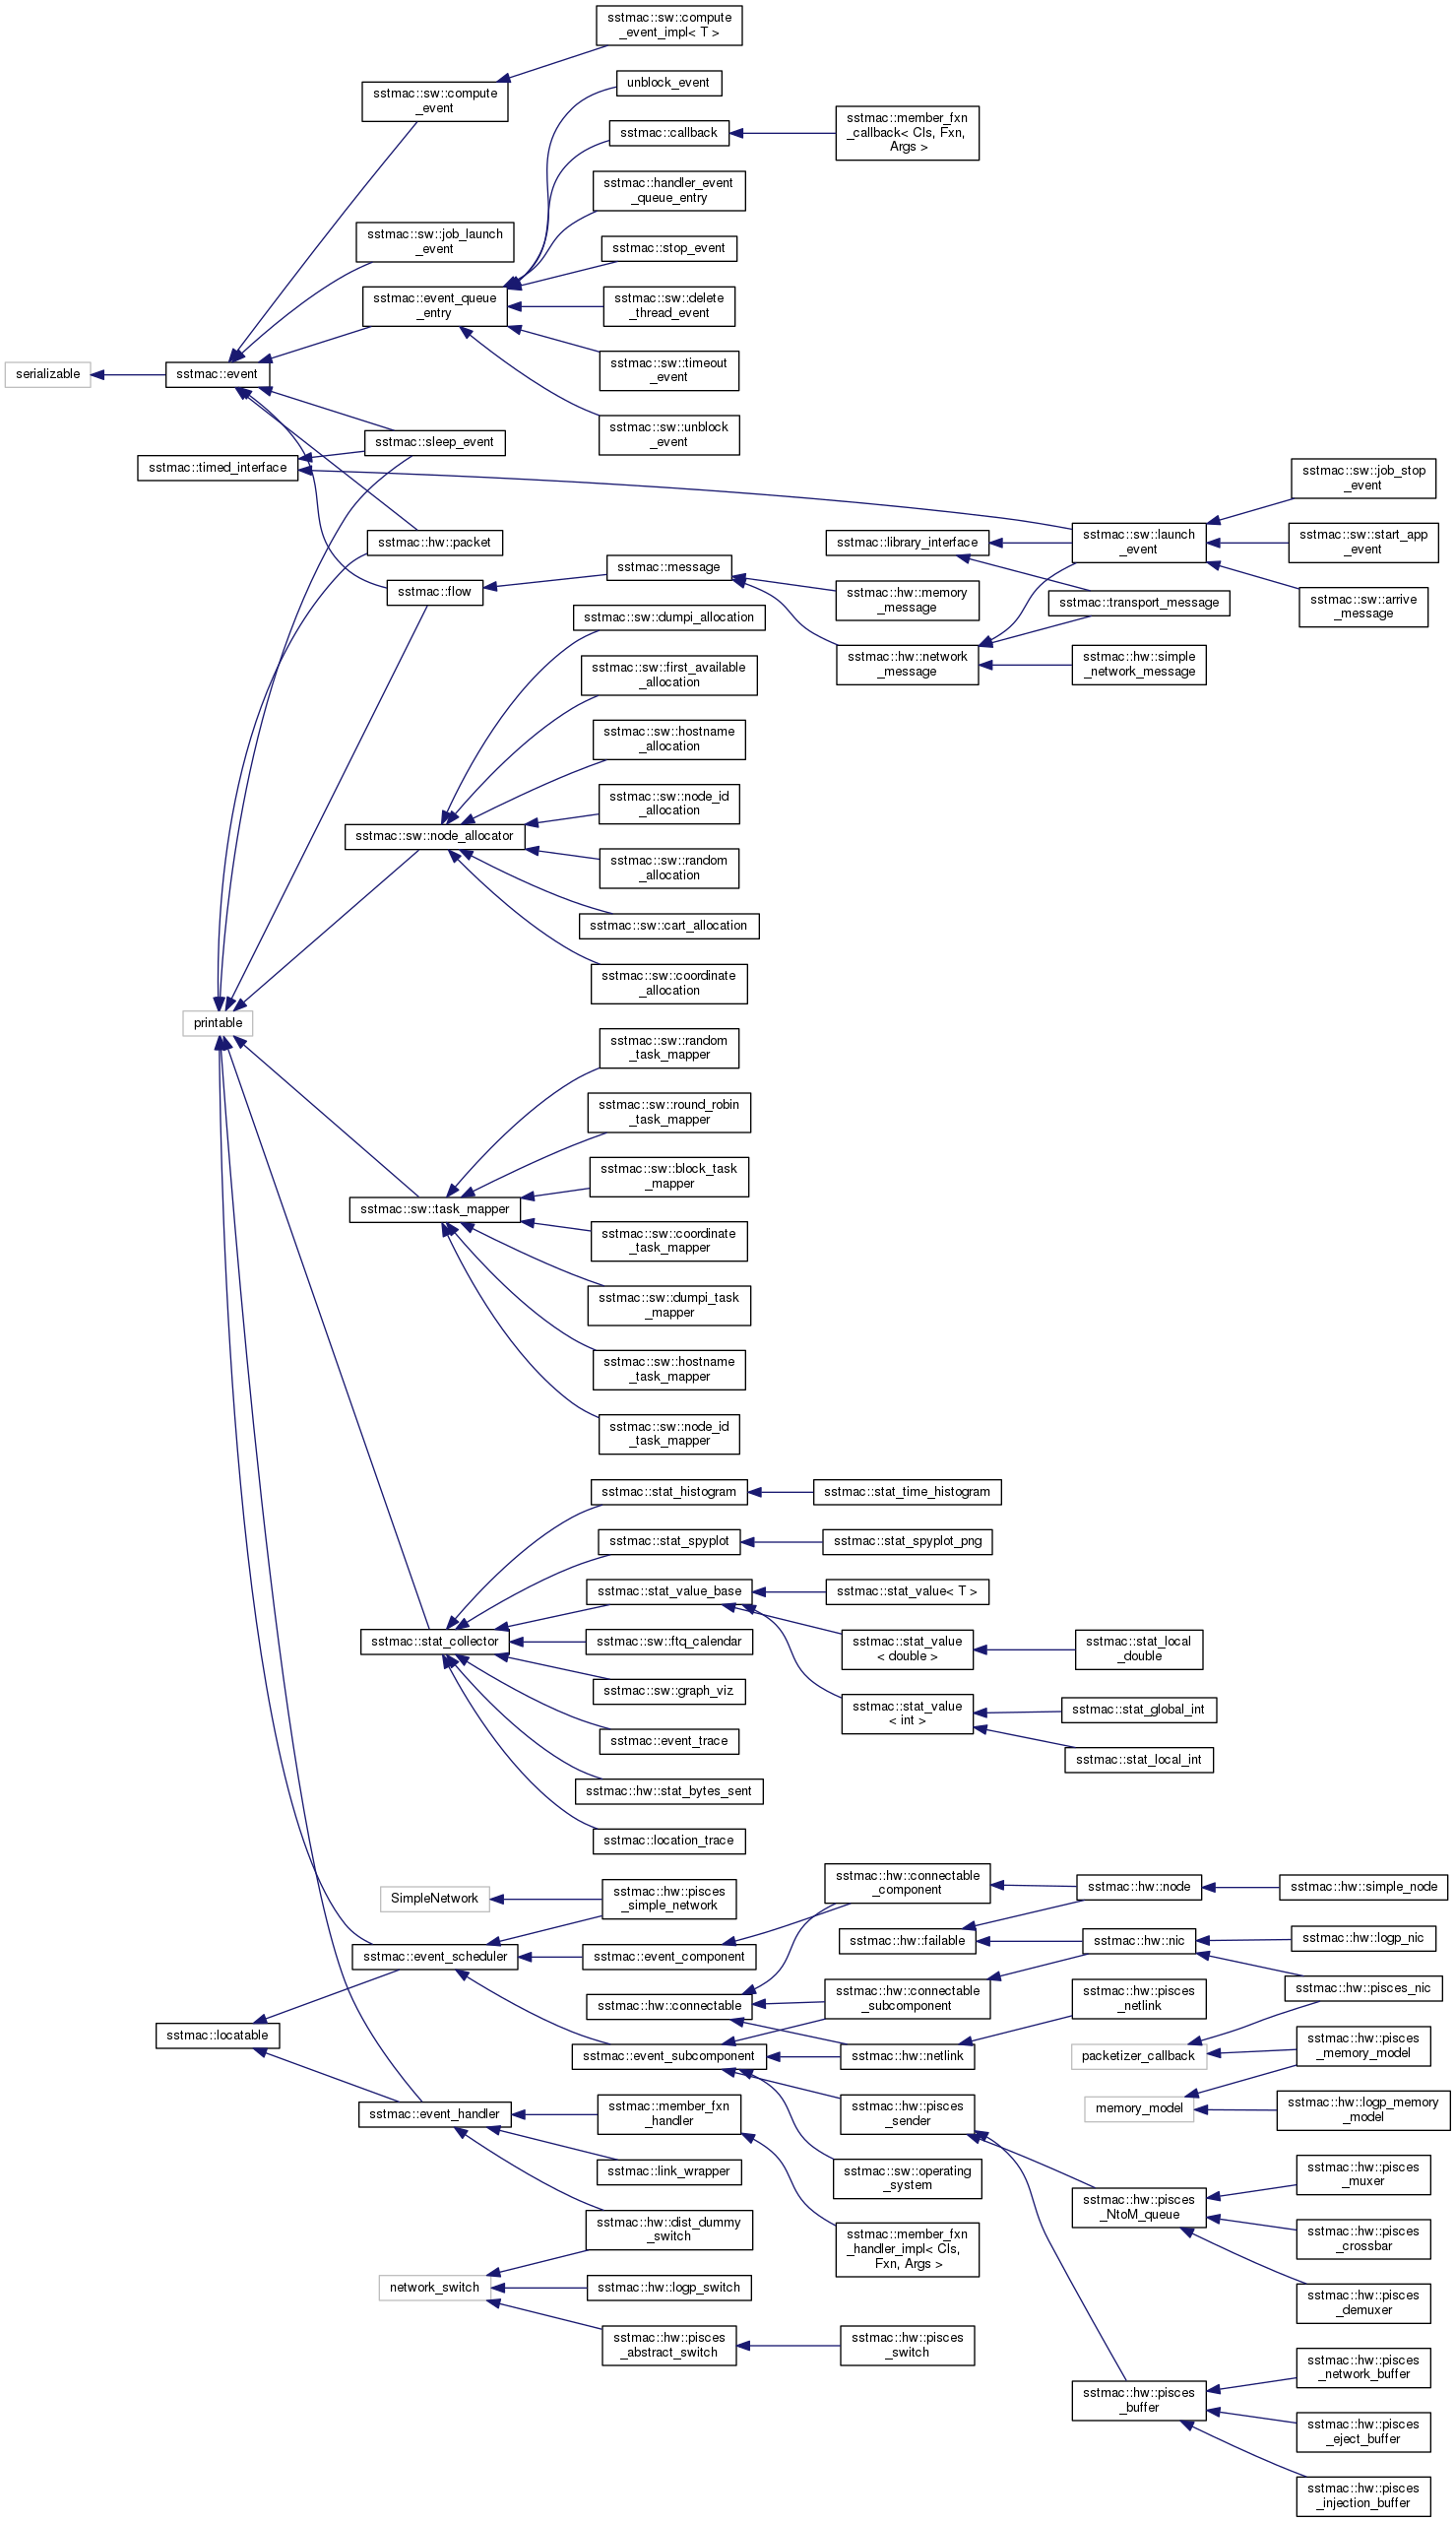 sstmac::sw::compute
_event_impl< T >
unblock_event
sstmac::sw::compute
_event
sstmac::callback
sstmac::member_fxn
_callback< Cls, Fxn,
Args >
sstmac::handler_event
_queue_entry
sstmac::sw::job_launch
_event
sstmac::stop_event
sstmac::event_queue
_entry
sstmac::sw::delete
_thread_event
serializable
sstmac::event
sstmac::sw::timeout
_event
sstmac::sleep_event
sstmac::sw::unblock
_event
sstmac::timed_interface
sstmac::sw::job_stop
_event
sstmac::hw::packet
sstmac::library_interface
sstmac::sw::launch
_event
sstmac::sw::start_app
_event
sstmac::flow
sstmac::message
sstmac::hw::memory
_message
sstmac::transport_message
sstmac::sw::arrive
_message
sstmac::sw::dumpi_allocation
sstmac::hw::network
_message
sstmac::hw::simple
_network_message
sstmac::sw::first_available
_allocation
sstmac::sw::hostname
_allocation
sstmac::sw::node_id
_allocation
sstmac::sw::node_allocator
sstmac::sw::random
_allocation
sstmac::sw::cart_allocation
sstmac::sw::coordinate
_allocation
printable
sstmac::sw::random
_task_mapper
sstmac::sw::round_robin
_task_mapper
sstmac::sw::block_task
_mapper
sstmac::sw::task_mapper
sstmac::sw::coordinate
_task_mapper
sstmac::sw::dumpi_task
_mapper
sstmac::sw::hostname
_task_mapper
sstmac::sw::node_id
_task_mapper
sstmac::stat_histogram
sstmac::stat_time_histogram
sstmac::stat_spyplot
sstmac::stat_spyplot_png
sstmac::stat_value_base
sstmac::stat_value< T >
sstmac::stat_collector
sstmac::sw::ftq_calendar
sstmac::stat_value
< double >
sstmac::stat_local
_double
sstmac::sw::graph_viz
sstmac::stat_value
< int >
sstmac::stat_global_int
sstmac::event_trace
sstmac::stat_local_int
sstmac::hw::stat_bytes_sent
sstmac::location_trace
SimpleNetwork
sstmac::hw::pisces
_simple_network
sstmac::hw::connectable
_component
sstmac::hw::node
sstmac::hw::simple_node
sstmac::event_scheduler
sstmac::event_component
sstmac::hw::failable
sstmac::hw::nic
sstmac::hw::logp_nic
sstmac::locatable
sstmac::hw::connectable
sstmac::hw::connectable
_subcomponent
sstmac::hw::pisces
_netlink
sstmac::hw::pisces_nic
sstmac::event_subcomponent
sstmac::hw::netlink
packetizer_callback
sstmac::hw::pisces
_memory_model
sstmac::event_handler
sstmac::member_fxn
_handler
sstmac::hw::pisces
_sender
memory_model
sstmac::hw::logp_memory
_model
sstmac::link_wrapper
sstmac::sw::operating
_system
sstmac::hw::pisces
_NtoM_queue
sstmac::hw::pisces
_muxer
sstmac::hw::dist_dummy
_switch
sstmac::member_fxn
_handler_impl< Cls,
Fxn, Args >
sstmac::hw::pisces
_crossbar
network_switch
sstmac::hw::logp_switch
sstmac::hw::pisces
_demuxer
sstmac::hw::pisces
_abstract_switch
sstmac::hw::pisces
_switch
sstmac::hw::pisces
_network_buffer
sstmac::hw::pisces
_buffer
sstmac::hw::pisces
_eject_buffer
sstmac::hw::pisces
_injection_buffer